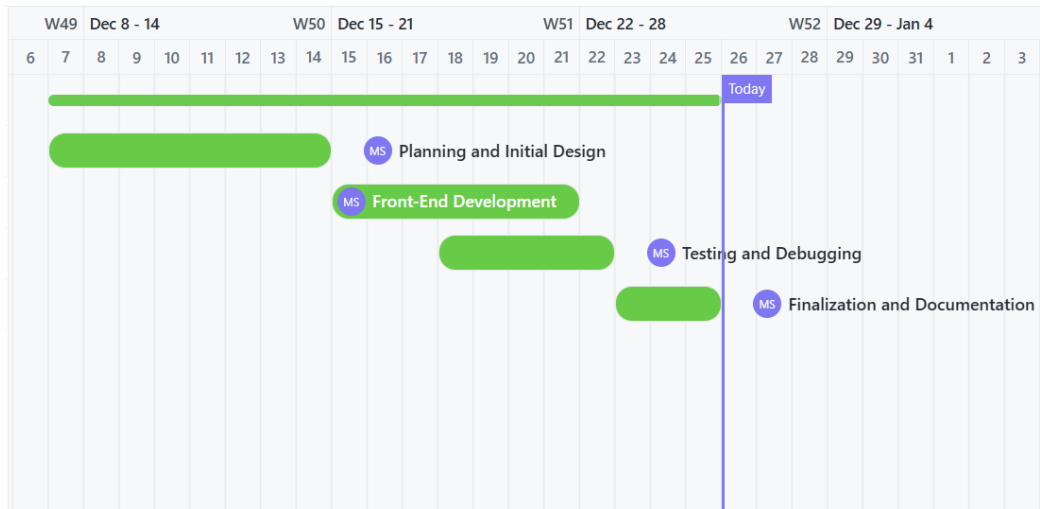 W49 Dec 8 - 14 W50 Dec 15 - 21 W51 Dec 22 - 28 W52 Dec 29 - Jan 4
6 7 8 9 10 11 12 13 14 15 16 17 18 19 20 21 22 23 24 25 26 27 28 29 30 31 1 2 3
Today
MS Planning and Initial Design
MS Front-End Development
MS Testing and Debugging
MS Finalization and Documentation